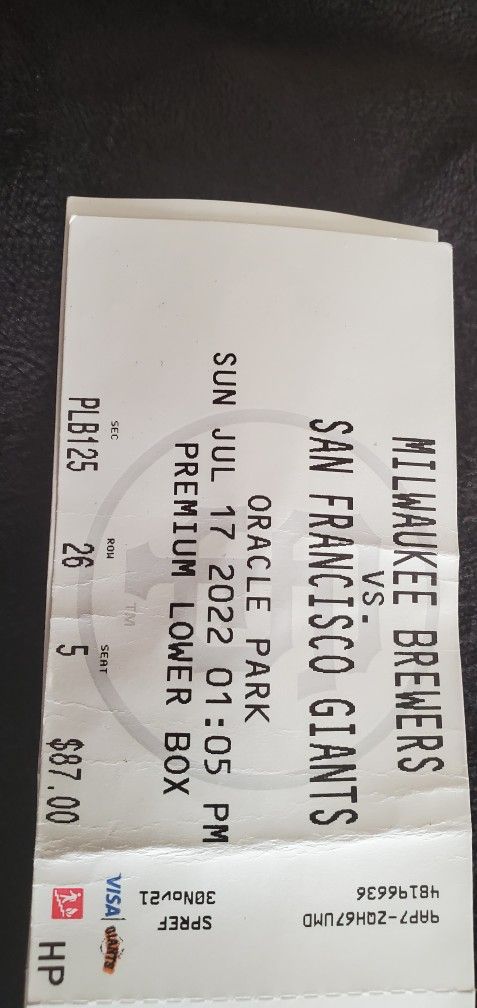 MILWAUKEE BREWERS
VS.
SAN FRANCISCO GIANTS
ORACLE PARK
SUN JUL 17 2022 01:05 PM
PREMIUM LOWER BOX
SEC ROW SEAT
PLB125 26 5 $87.00
TM
9AP7-ZQH67UMD
48196636
SPREF
30Nov21
VISA GIANTS
HP